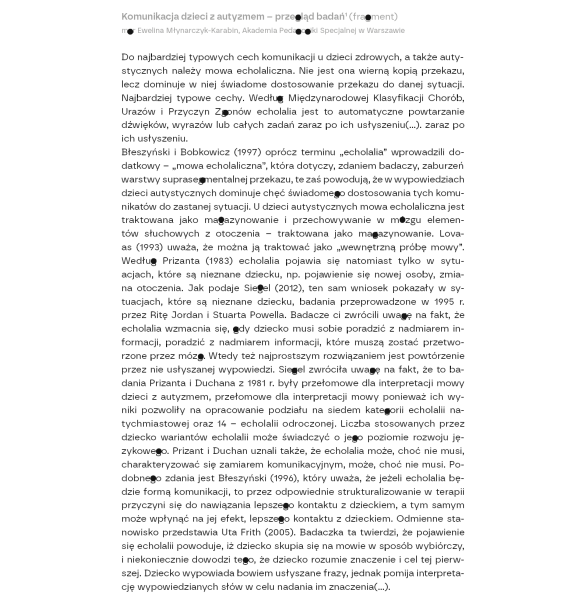 Komunikacja dzieci z autyzmem – przegląd badań¹ (fragment)
mgr Ewelina Młynarczyk-Karabin, Akademia Pedagogiki Specjalnej w Warszawie
Do najbardziej typowych cech komunikacji u dzieci zdrowych, a także auty-
stycznych należy mowa echolaliczna. Nie jest ona wierną kopią przekazu,
lecz dominuje w niej świadome dostosowanie przekazu do danej sytuacji.
Najbardziej typowe cechy. Według Międzynarodowej Klasyfikacji Chorób,
Urazów i Przyczyn Zgonów echolalia jest to automatyczne powtarzanie
dźwięków, wyrazów lub całych zadań zaraz po ich usłyszeniu(...). zaraz po
ich usłyszeniu.
Błeszyński i Bobkowicz (1997) oprócz terminu „echolalia" wprowadzili do-
datkowy – „mowa echolaliczna", która dotyczy, zdaniem badaczy, zaburzeń
warstwy suprasegmentalnej przekazu, te zaś powodują, że w wypowiedziach
dzieci autystycznych dominuje chęć świadomego dostosowania tych komu-
nikatów do zastanej sytuacji. U dzieci autystycznych mowa echolaliczna jest
traktowana jako magazynowanie i przechowywanie w mózgu elemen-
tów słuchowych z otoczenia – traktowana jako magazynowanie. Lova-
as (1993) uważa, że można ją traktować jako „wewnętrzną próbę mowy".
Według Prizanta (1983) echolalia pojawia się natomiast tylko w sytu-
acjach, które są nieznane dziecku, np. pojawienie się nowej osoby, zmia-
na otoczenia. Jak podaje Siegel (2012), ten sam wniosek pokazały w sy-
tuacjach, które są nieznane dziecku, badania przeprowadzone w 1995 r.
przez Ritę Jordan i Stuarta Powella. Badacze ci zwrócili uwagę na fakt, że
echolalia wzmacnia się, gdy dziecko musi sobie poradzić z nadmiarem in-
formacji, poradzić z nadmiarem informacji, które muszą zostać przetwo-
rzone przez mózg. Wtedy też najprostszym rozwiązaniem jest powtórzenie
przez nie usłyszanej wypowiedzi. Siegel zwróciła uwagę na fakt, że to ba-
dania Prizanta i Duchana z 1981 r. były przełomowe dla interpretacji mowy
dzieci z autyzmem, przełomowe dla interpretacji mowy ponieważ ich wy-
niki pozwoliły na opracowanie podziału na siedem kategorii echolalii na-
tychmiastowej oraz 14 – echolalii odroczonej. Liczba stosowanych przez
dziecko wariantów echolalii może świadczyć o jego poziomie rozwoju ję-
zykowego. Prizant i Duchan uznali także, że echolalia może, choć nie musi,
charakteryzować się zamiarem komunikacyjnym, może, choć nie musi. Po-
dobnego zdania jest Błeszyński (1996), który uważa, że jeżeli echolalia bę-
dzie formą komunikacji, to przez odpowiednie strukturalizowanie w terapii
przyczyni się do nawiązania lepszego kontaktu z dzieckiem, a tym samym
może wpłynąć na jej efekt, lepszego kontaktu z dzieckiem. Odmienne sta-
nowisko przedstawia Uta Frith (2005). Badaczka ta twierdzi, że pojawienie
się echolalii powoduje, iż dziecko skupia się na mowie w sposób wybiórczy,
i niekoniecznie dowodzi tego, że dziecko rozumie znaczenie i cel tej pierw-
szej. Dziecko wypowiada bowiem usłyszane frazy, jednak pomija interpreta-
cję wypowiedzianych słów w celu nadania im znaczenia(...).